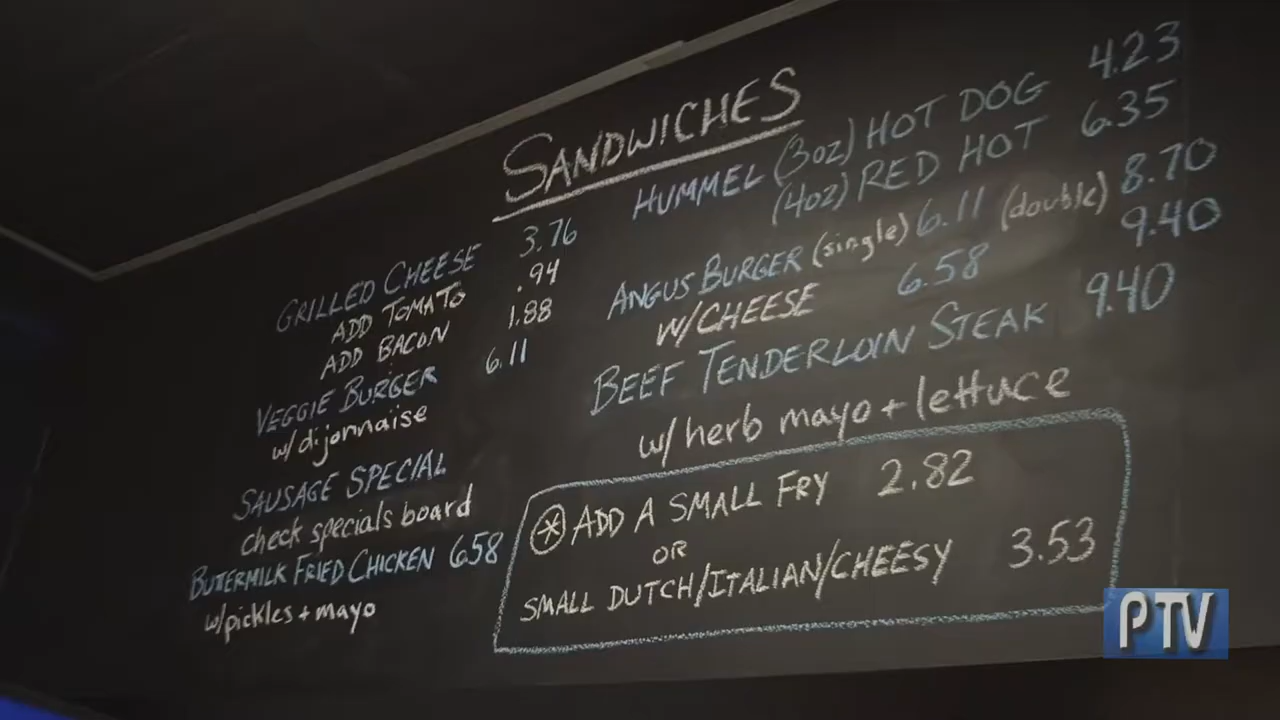 SANDWICHES
GRILLED CHEESE 3.76
ADD TOMATO .94
ADD BACON 1.88
VEGGIE BURGER 6.11
w/dijonnaise
SAUSAGE SPECIAL
check specials board
BUTTERMILK FRIED CHICKEN 6.58
w/pickles + mayo
HUMMEL (3oz) HOT DOG 4.23
(4oz) RED HOT 6.35
ANGUS BURGER (single) 6.11 (double) 8.70
W/CHEESE 6.58 9.40
BEEF TENDERLOIN STEAK 9.40
w/herb mayo + lettuce
* ADD A SMALL FRY 2.82
OR
SMALL DUTCH/ITALIAN/CHEESY 3.53
PTV